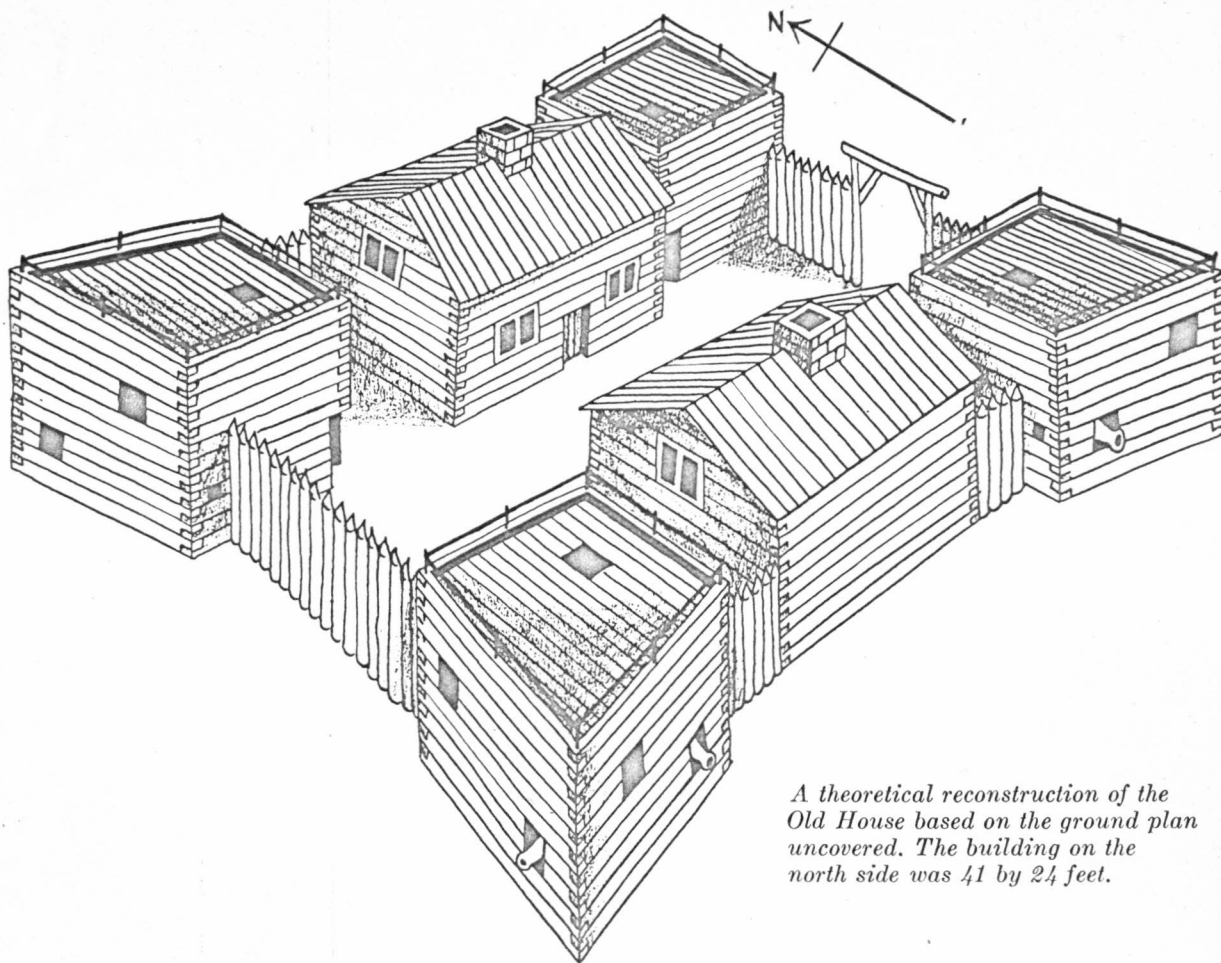 N
A theoretical reconstruction of the
Old House based on the ground plan
uncovered. The building on the
north side was 41 by 24 feet.